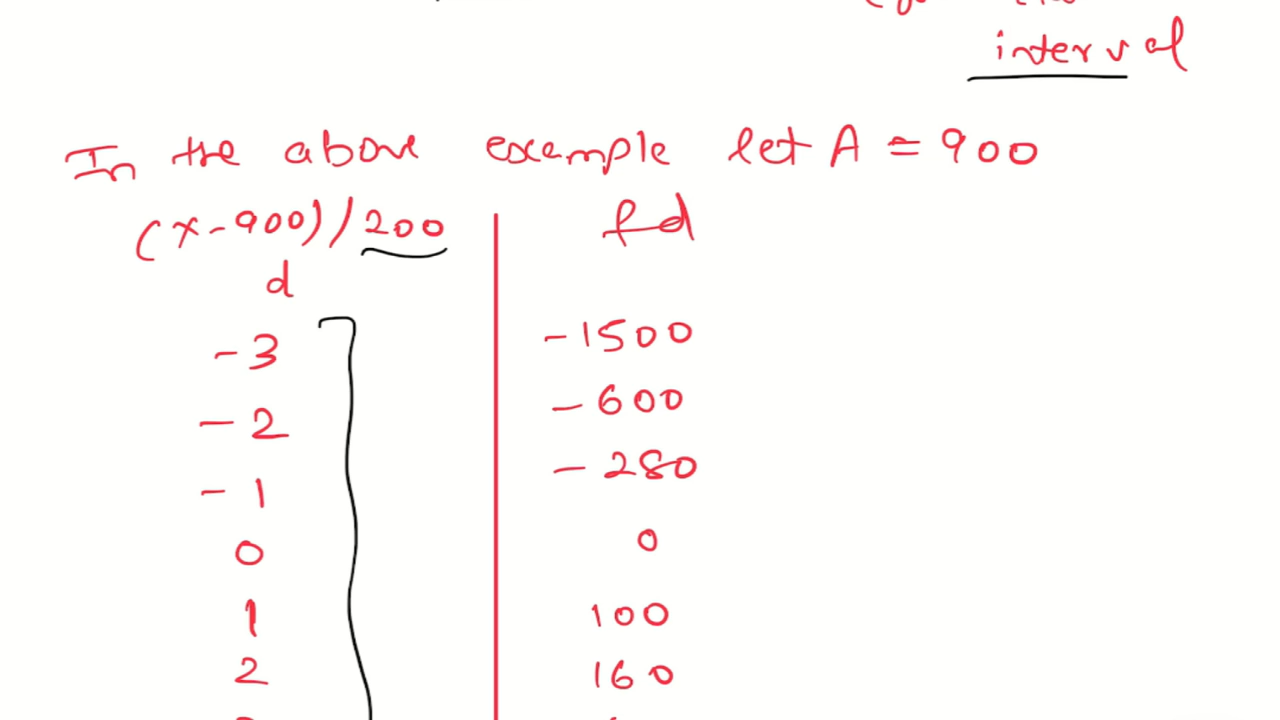 interval
In the above example let A = 900
(x-900)/200 fd
d
-3 -1500
-2 -600
-1 -280
0 0
1 100
2 160